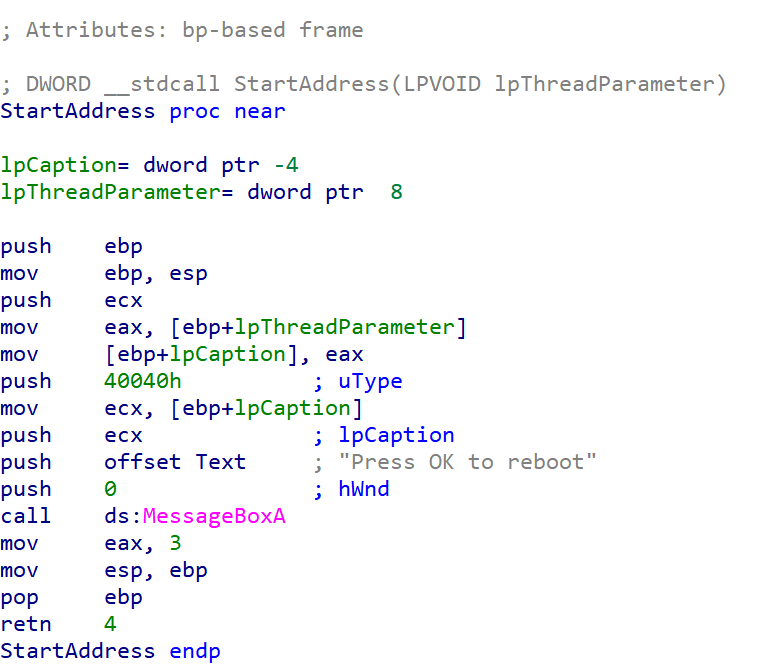 ; Attributes: bp-based frame
; DWORD __stdcall StartAddress(LPVOID lpThreadParameter)
StartAddress proc near
lpCaption= dword ptr -4
lpThreadParameter= dword ptr  8
push    ebp
mov     ebp, esp
push    ecx
mov     eax, [ebp+lpThreadParameter]
mov     [ebp+lpCaption], eax
push    40040h          ; uType
mov     ecx, [ebp+lpCaption]
push    ecx             ; lpCaption
push    offset Text     ; "Press OK to reboot"
push    0               ; hWnd
call    ds:MessageBoxA
mov     eax, 3
mov     esp, ebp
pop     ebp
retn    4
StartAddress endp